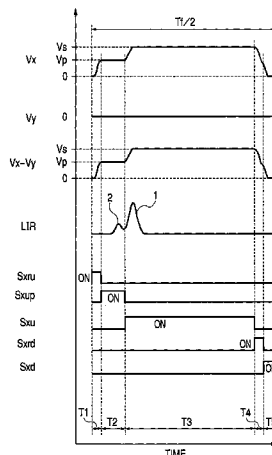 Tf/2
Vs
Vx
Vp
0
Vy
0
Vs
Vx-Vy
Vp
0
2
1
LIR
Sxru
ON
Sxup
ON
Sxu
ON
Sxrd
ON
Sxd
T1
T2
T3
T4
TIME